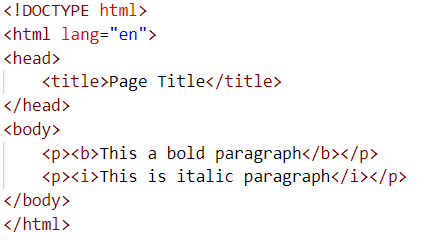 <!DOCTYPE html>
<html lang="en">
<head>
    <title>Page Title</title>
</head>
<body>
    <p><b>This a bold paragraph</b></p>
    <p><i>This is italic paragraph</i></p>
</body>
</html>